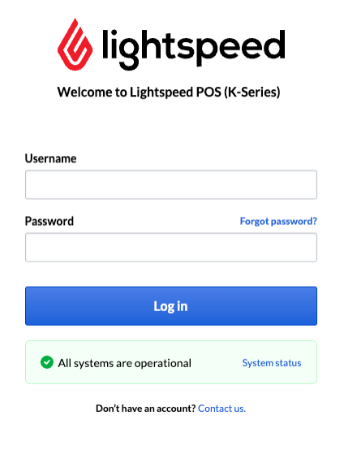 lightspeed
Welcome to Lightspeed POS (K-Series)
Username
Password Forgot password?
Log in
All systems are operational System status
Don't have an account? Contact us.